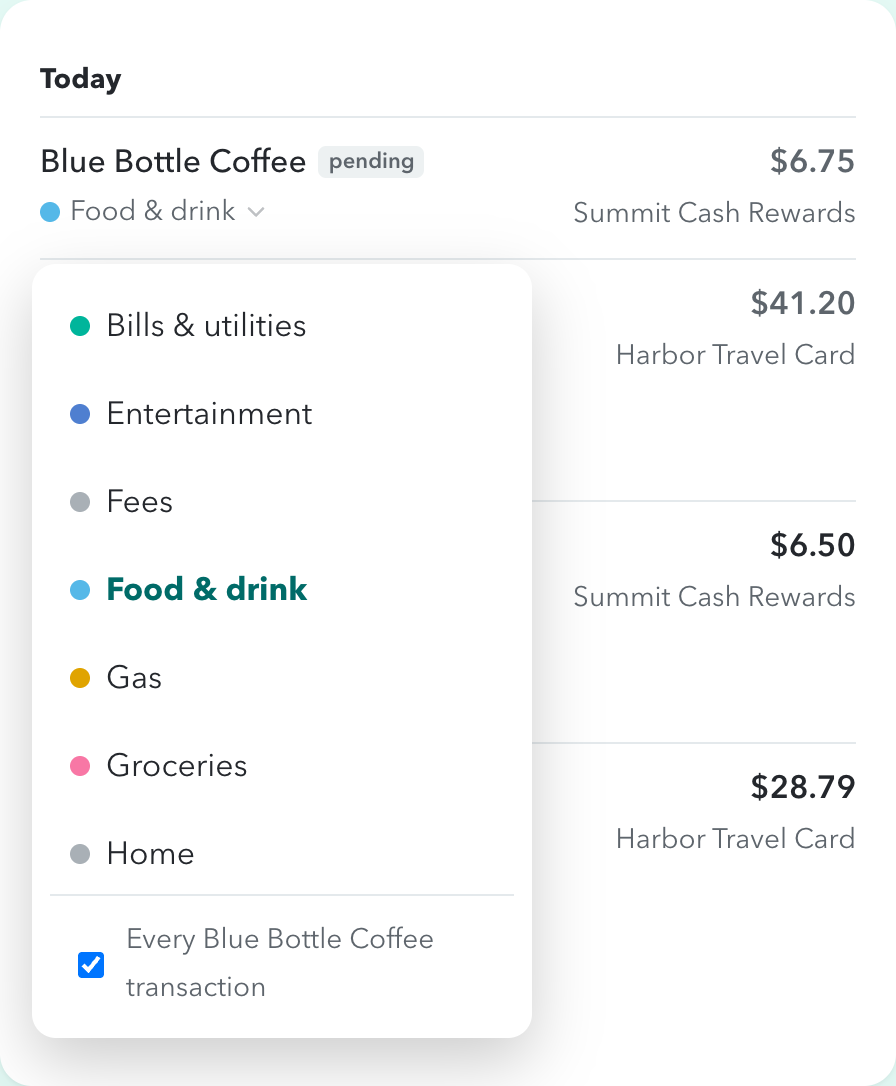 Today
Blue Bottle Coffee pending $6.75
Food & drink Summit Cash Rewards
$41.20
Harbor Travel Card
$6.50
Summit Cash Rewards
$28.79
Harbor Travel Card
Bills & utilities
Entertainment
Fees
Food & drink
Gas
Groceries
Home
Every Blue Bottle Coffee
transaction